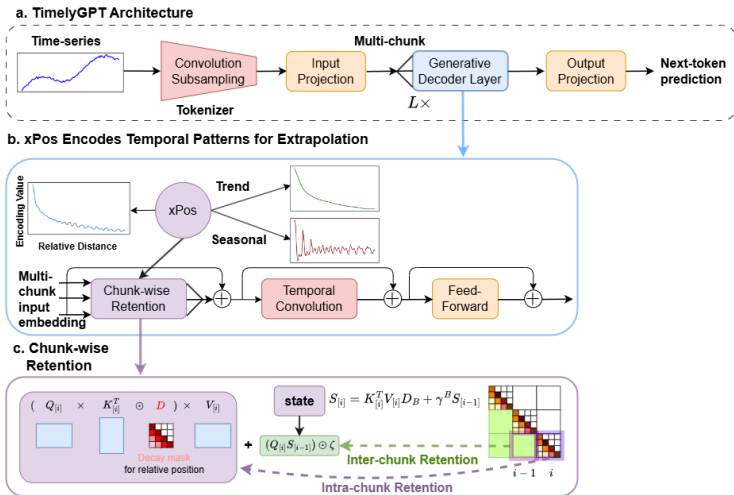 a. TimelyGPT Architecture
Time-series
Convolution
Subsampling
Tokenizer
Input
Projection
Multi-chunk
L×
Generative
Decoder Layer
Output
Projection
Next-token
prediction
b. xPos Encodes Temporal Patterns for Extrapolation
Encoding Value
Relative Distance
xPos
Trend
Seasonal
Multi-
chunk
input
embedding
Chunk-wise
Retention
Temporal
Convolution
Feed-
Forward
c. Chunk-wise
Retention
( Q[i] × K[i]^T ⊙ D ) × V[i]
Decay mask
for relative position
+
state
S[i] = K[i]^T V[i] D_B + γ^B S[i−1]
(Q[i] S[i−1]) ⊙ ζ
Inter-chunk Retention
Intra-chunk Retention
i − 1 i